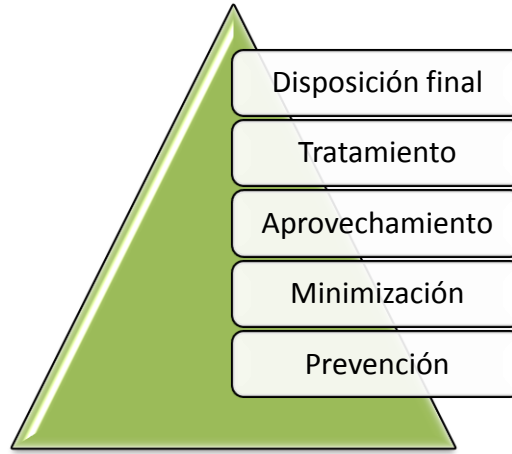 Disposición final
Tratamiento
Aprovechamiento
Minimización
Prevención